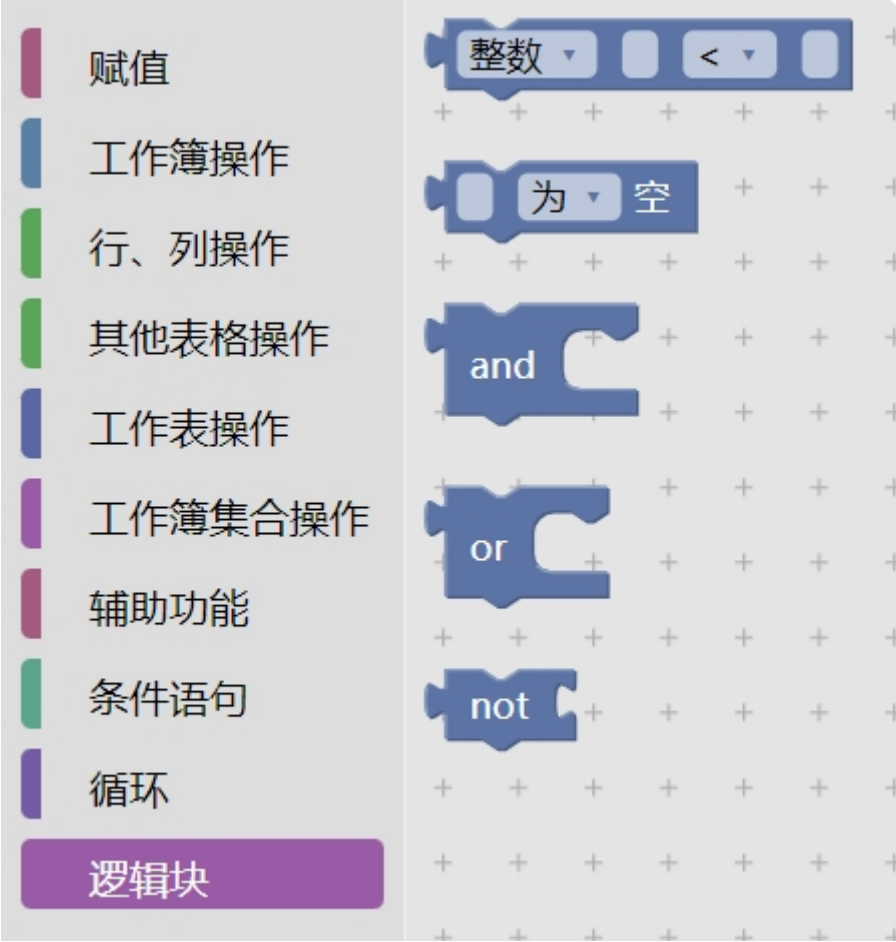 赋值
工作簿操作
行、列操作
其他表格操作
工作表操作
工作簿集合操作
辅助功能
条件语句
循环
逻辑块
整数 <
为 空
and
or
not